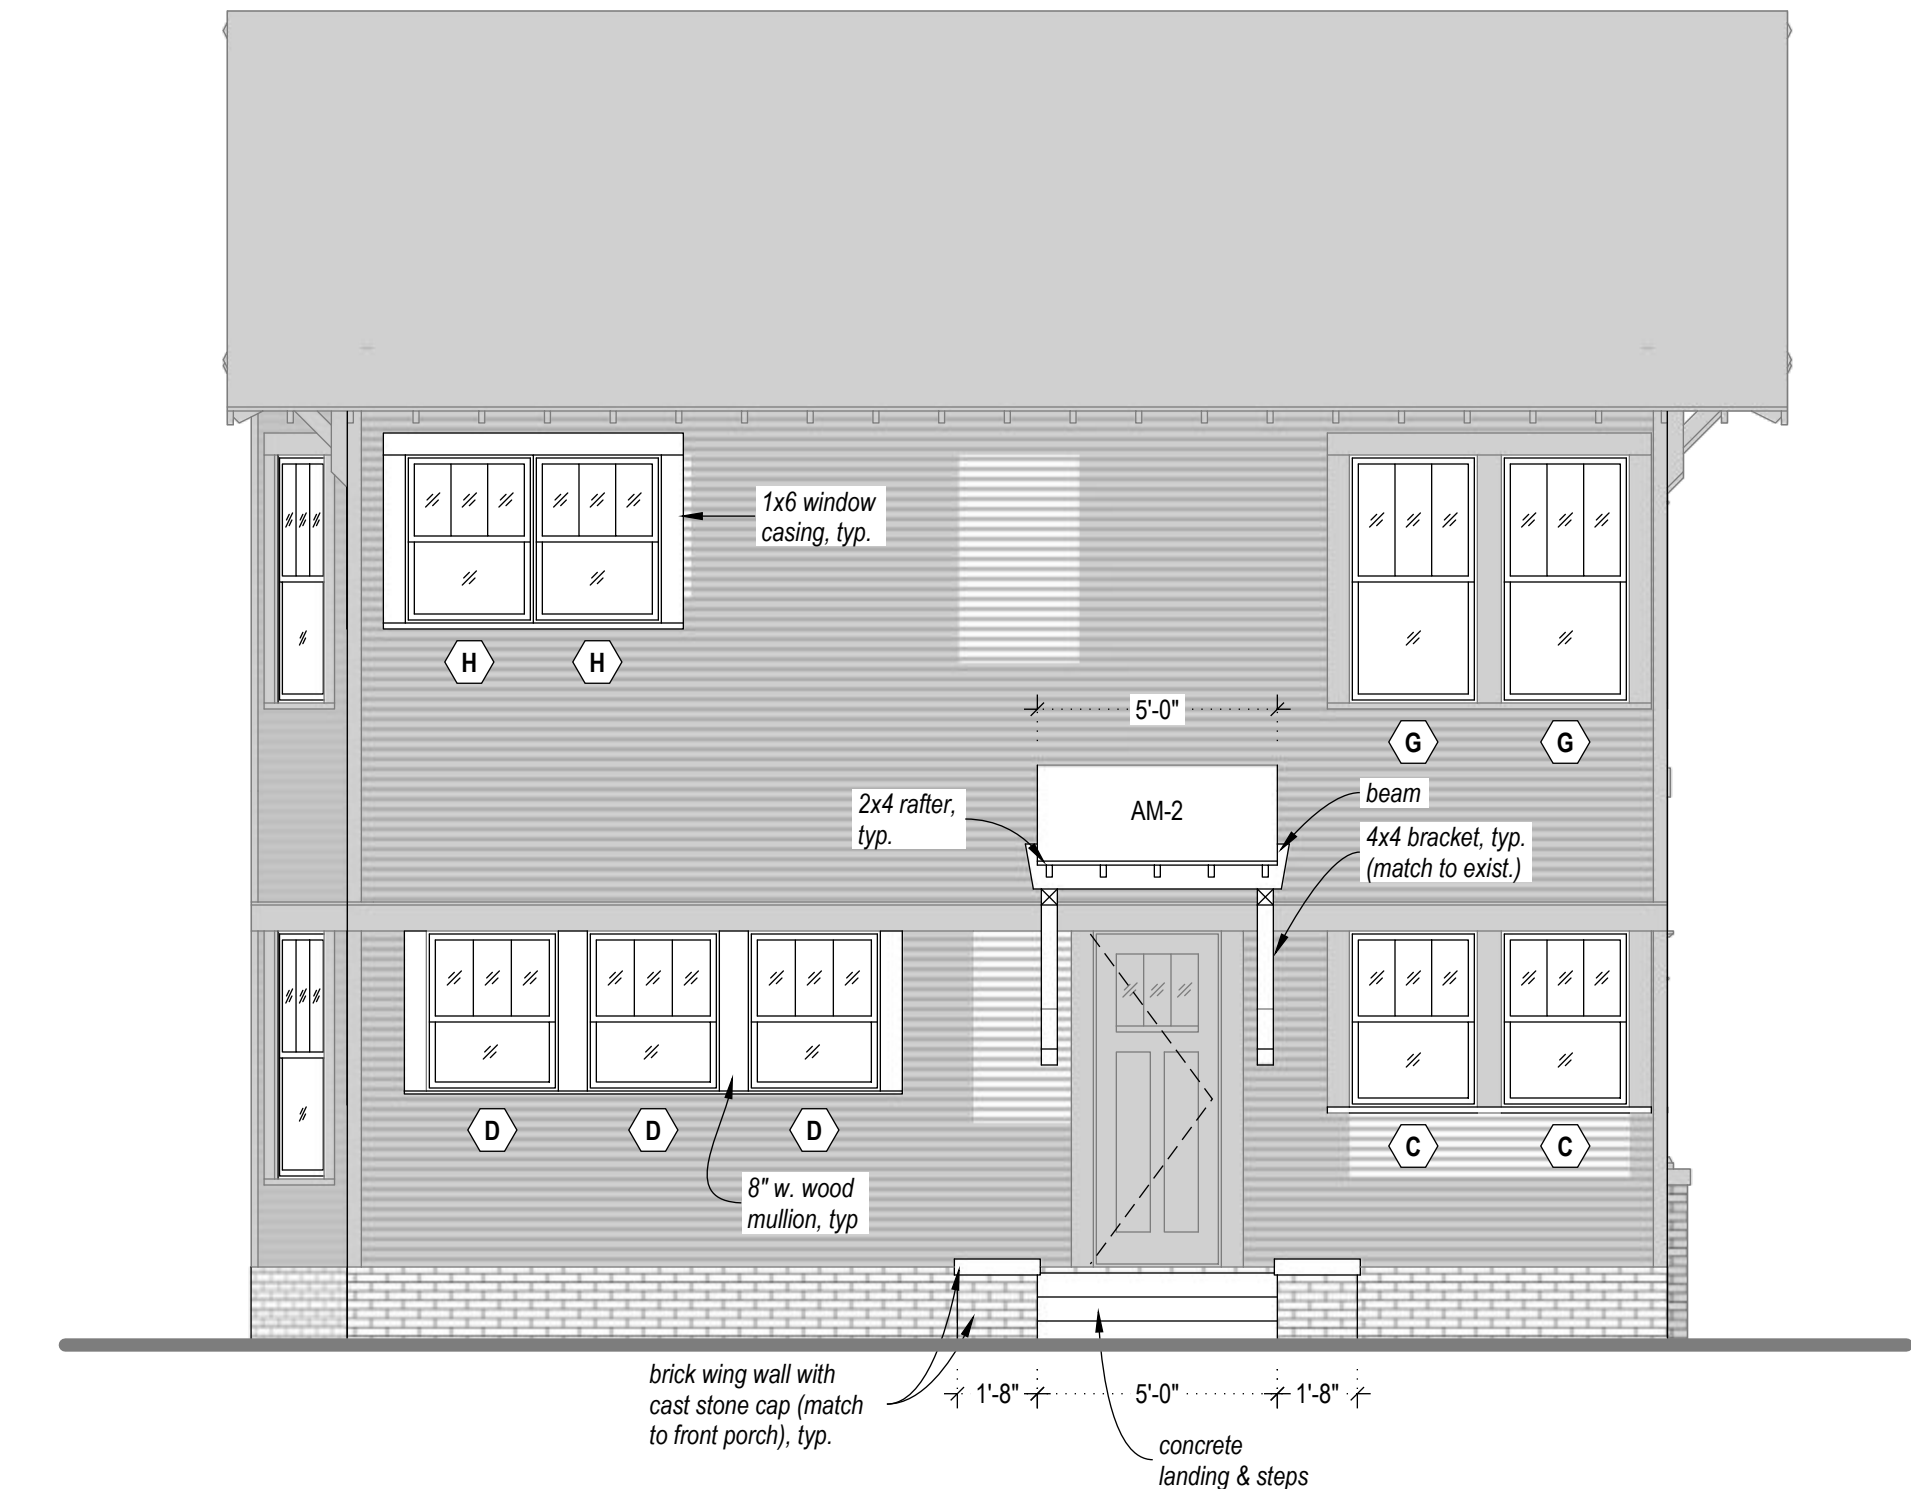 1x6 window
casing, typ.
H
H
5'-0"
G
G
2x4 rafter,
typ.
AM-2
beam
4x4 bracket, typ.
(match to exist.)
D
D
D
C
C
8" w. wood
mullion, typ
brick wing wall with
cast stone cap (match
to front porch), typ.
1'-8"
5'-0"
1'-8"
concrete
landing & steps